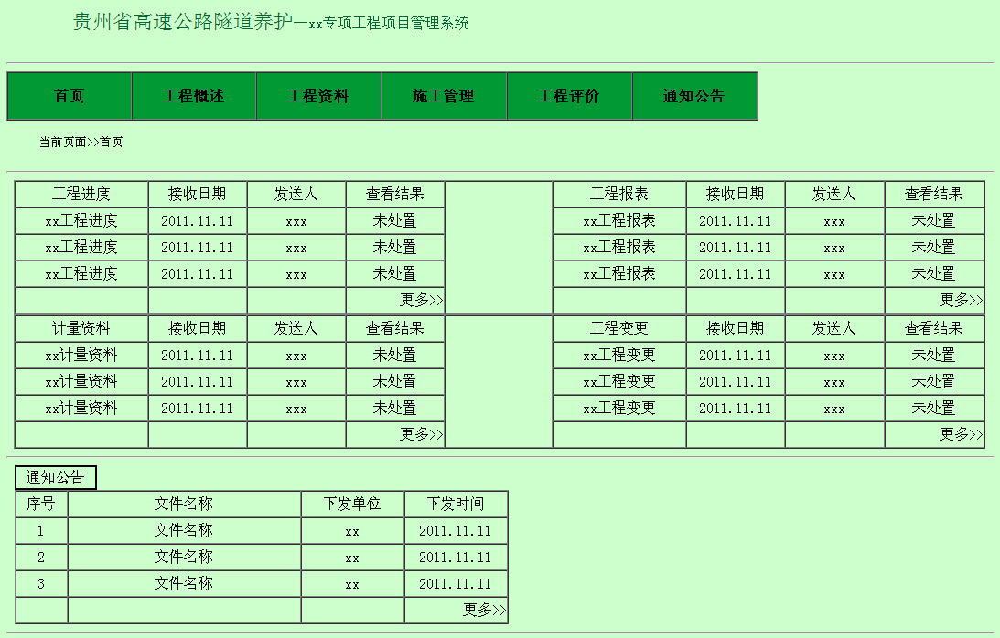 贵州省高速公路隧道养护—xx专项工程项目管理系统
首页 工程概述 工程资料 施工管理 工程评价 通知公告
当前页面>>首页
工程进度 接收日期 发送人 查看结果 工程报表 接收日期 发送人 查看结果
xx工程进度 2011.11.11 xxx 未处置 xx工程报表 2011.11.11 xxx 未处置
xx工程进度 2011.11.11 xxx 未处置 xx工程报表 2011.11.11 xxx 未处置
xx工程进度 2011.11.11 xxx 未处置 xx工程报表 2011.11.11 xxx 未处置
更多>> 更多>>
计量资料 接收日期 发送人 查看结果 工程变更 接收日期 发送人 查看结果
xx计量资料 2011.11.11 xxx 未处置 xx工程变更 2011.11.11 xxx 未处置
xx计量资料 2011.11.11 xxx 未处置 xx工程变更 2011.11.11 xxx 未处置
xx计量资料 2011.11.11 xxx 未处置 xx工程变更 2011.11.11 xxx 未处置
更多>> 更多>>
通知公告
序号 文件名称 下发单位 下发时间
1 文件名称 xx 2011.11.11
2 文件名称 xx 2011.11.11
3 文件名称 xx 2011.11.11
更多>>